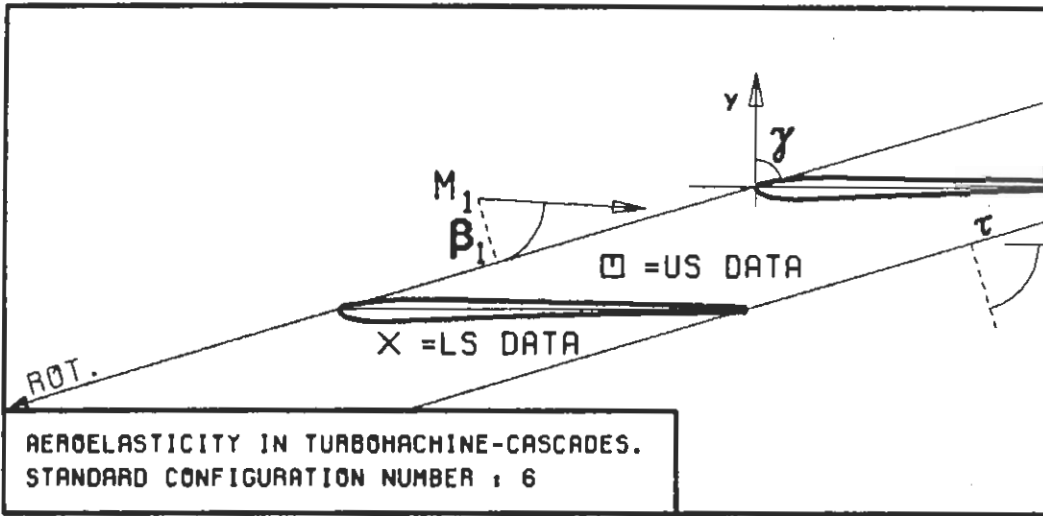 y
γ
M₁
β₁
τ
□ =US DATA
× =LS DATA
ROT.
AEROELASTICITY IN TURBOMACHINE-CASCADES.
STANDARD CONFIGURATION NUMBER : 6